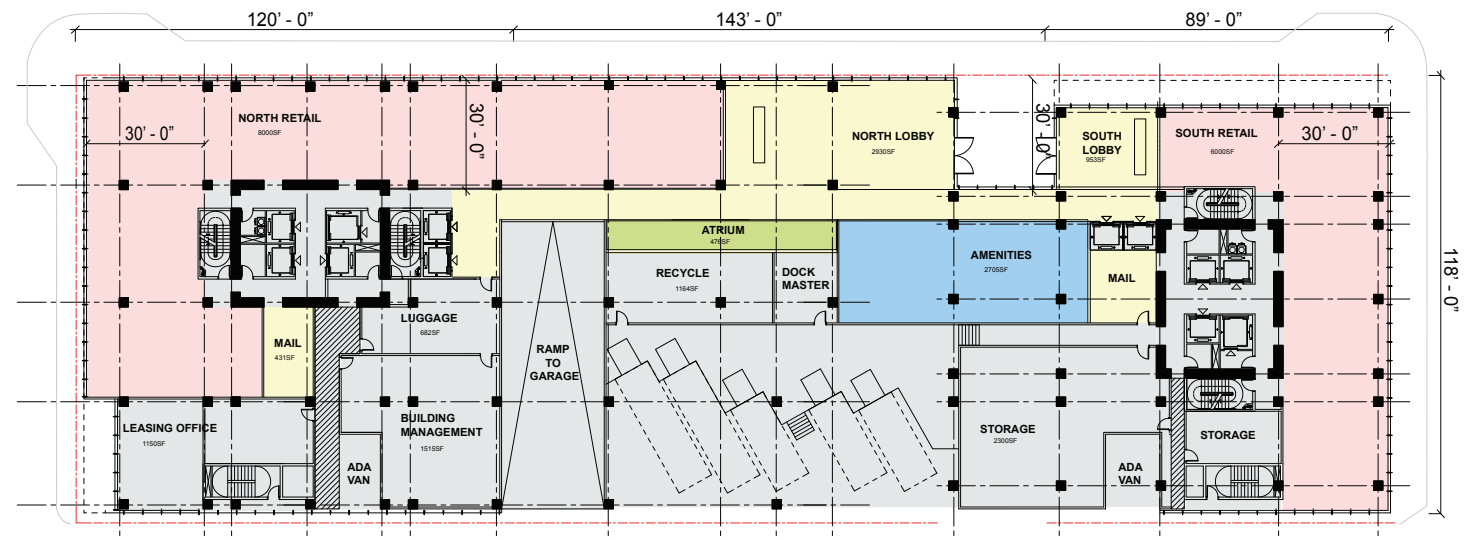 120’ - 0”
143’ - 0”
89’ - 0”
NORTH RETAIL
8000SF
30’ - 0”
30’ - 0”
NORTH LOBBY
2930SF
30’ - 0”
SOUTH
LOBBY
953SF
SOUTH RETAIL
6000SF
30’ - 0”
118’ - 0”
ATRIUM
476SF
RECYCLE
1164SF
DOCK
MASTER
AMENITIES
2705SF
MAIL
LUGGAGE
682SF
MAIL
431SF
RAMP
TO
GARAGE
LEASING OFFICE
1150SF
BUILDING
MANAGEMENT
1515SF
ADA
VAN
STORAGE
2300SF
ADA
VAN
STORAGE